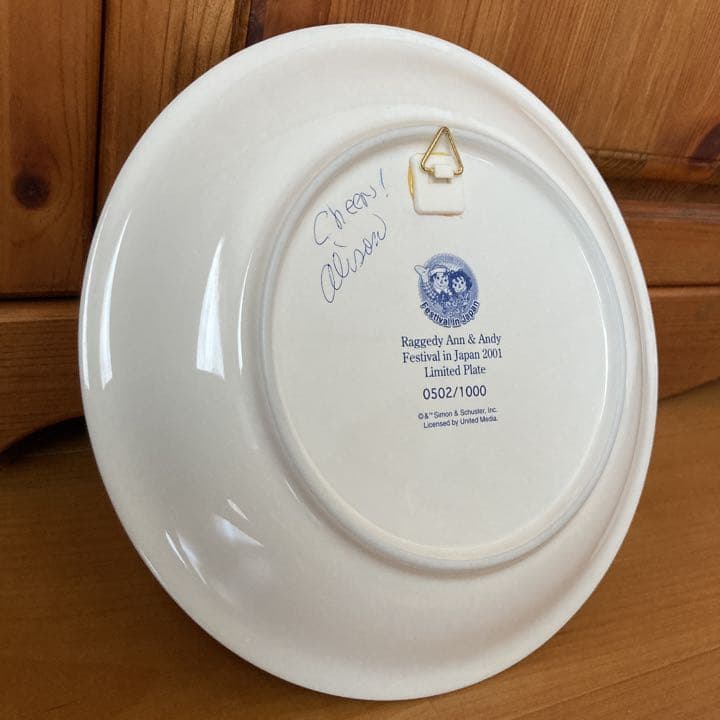 Cheers!
Alison
Festival in Japan
Raggedy Ann & Andy
Festival in Japan 2001
Limited Plate
0502/1000
©&™ Simon & Schuster, Inc.
Licensed by United Media.